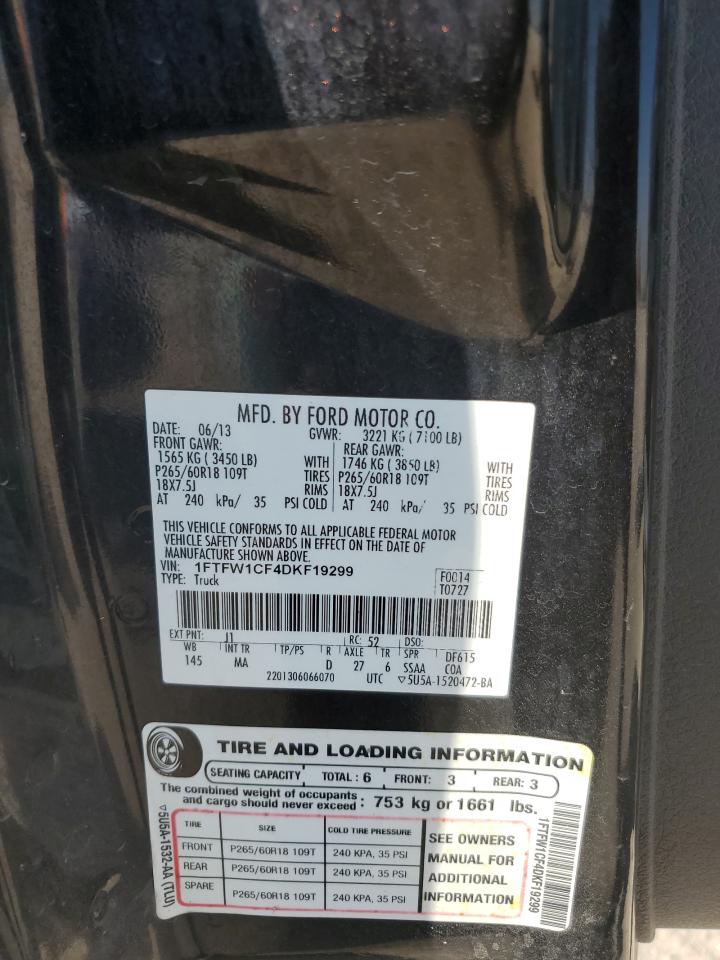 MFD. BY FORD MOTOR CO.
DATE: 06/13 GVWR: 3221 KG (7100 LB)
FRONT GAWR: REAR GAWR:
1565 KG (3450 LB) WITH 1746 KG (3850 LB) WITH
P265/60R18 109T TIRES P265/60R18 109T TIRES
18X7.5J RIMS 18X7.5J RIMS
AT 240 kPa/ 35 PSI COLD AT 240 kPa/ 35 PSI COLD
THIS VEHICLE CONFORMS TO ALL APPLICABLE FEDERAL MOTOR
VEHICLE SAFETY STANDARDS IN EFFECT ON THE DATE OF
MANUFACTURE SHOWN ABOVE.
VIN: 1FTFW1CF4DKF19299 F0014
TYPE: Truck T0727
EXT PNT: J1 RC: 52 DSO:
WB INT TR TP/PS R AXLE TR SPR DF615
145 MA D 27 6 SSAA COA
2201306066070 UTC ▽5U5A-1520472-BA
TIRE AND LOADING INFORMATION
SEATING CAPACITY TOTAL : 6 FRONT: 3 REAR: 3
The combined weight of occupants
and cargo should never exceed : 753 kg or 1661 lbs.
TIRE SIZE COLD TIRE PRESSURE
FRONT P265/60R18 109T 240 KPA, 35 PSI
REAR P265/60R18 109T 240 KPA, 35 PSI
SPARE P265/60R18 109T 240 KPA, 35 PSI
SEE OWNERS
MANUAL FOR
ADDITIONAL
INFORMATION
▽5U5A-1532-AA (TLU)
1FTFW1CF4DKF19299